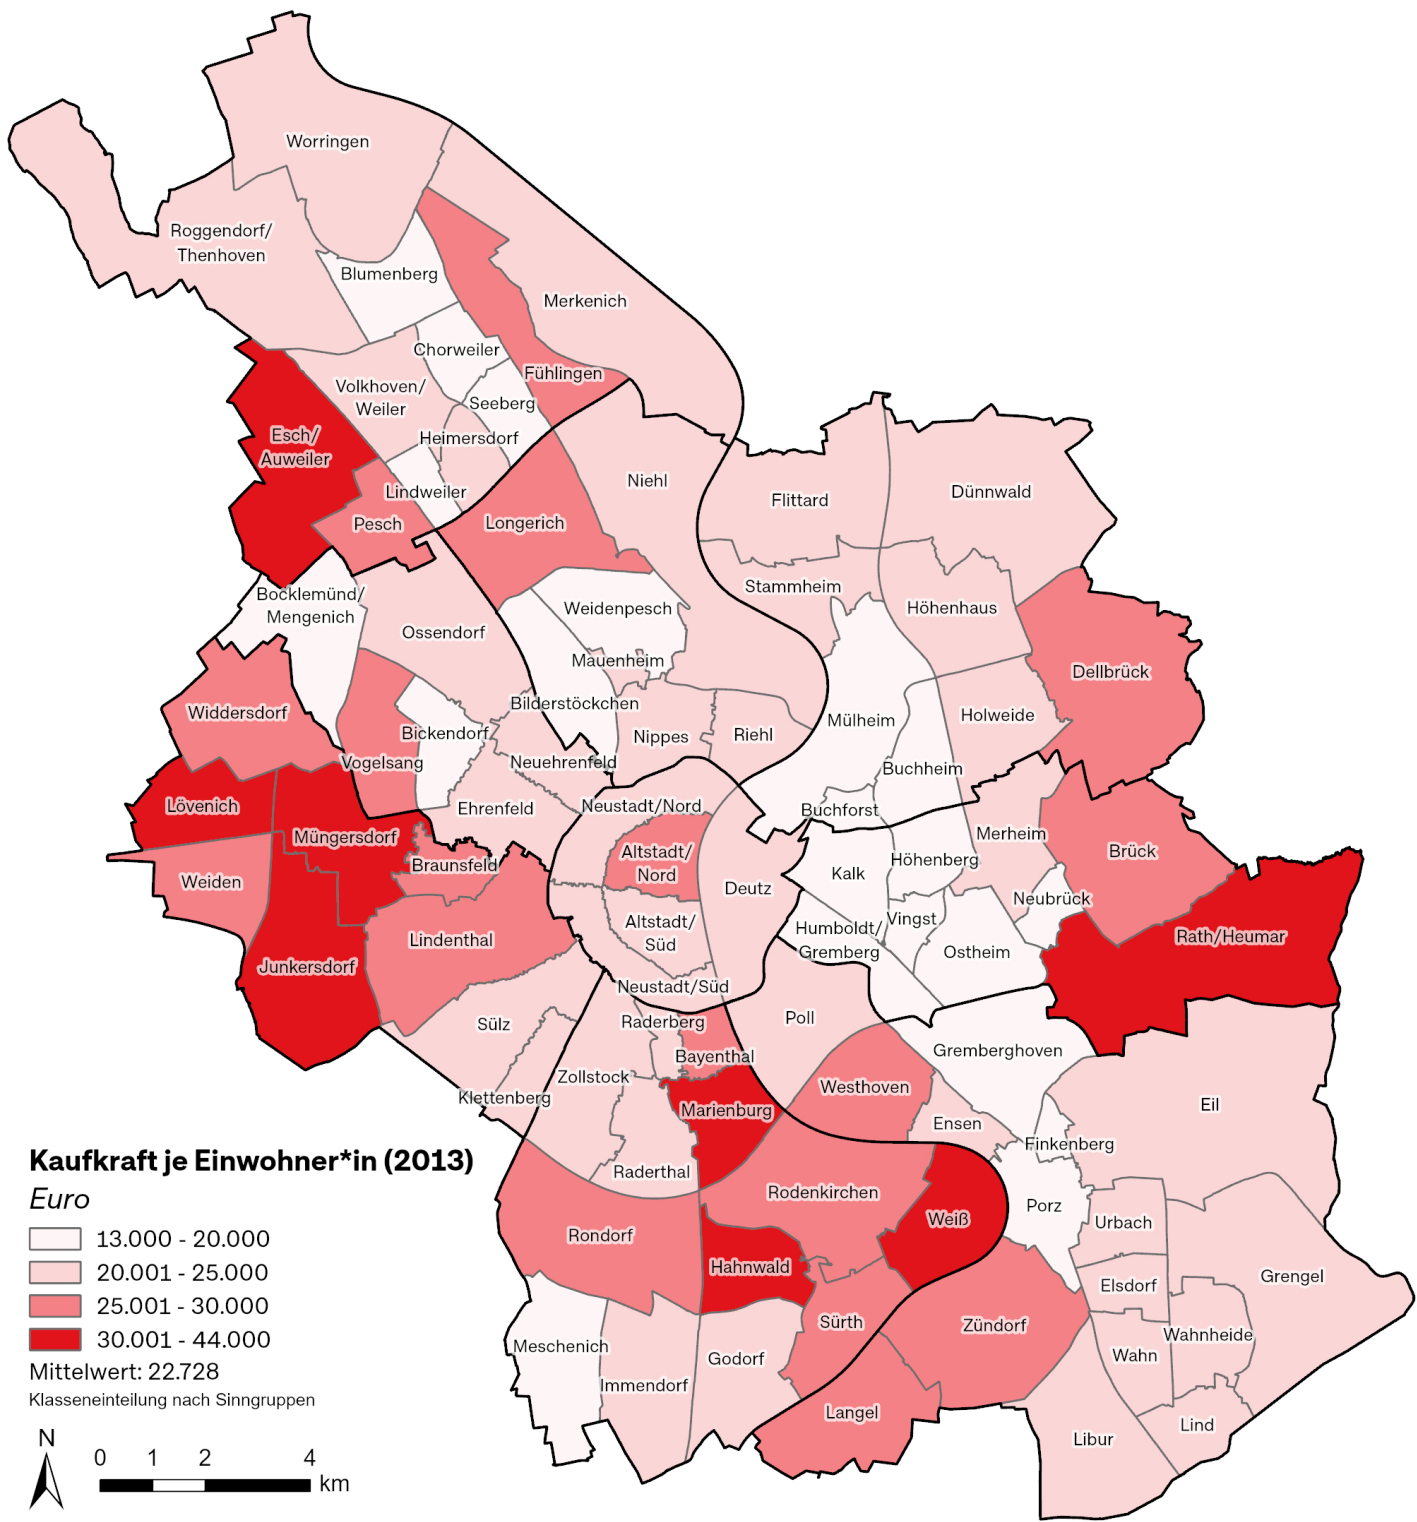 Worringen
Roggendorf/
Thenhoven
Blumenberg
Merkenich
Chorweiler
Fühlingen
Volkhoven/
Weiler
Seeberg
Heimersdorf
Esch/
Auweiler
Lindweiler
Pesch
Longerich
Niehl
Flittard
Dünnwald
Stammheim
Höhenhaus
Bocklemünd/
Mengenich
Ossendorf
Weidenpesch
Mauenheim
Dellbrück
Widdersdorf
Bilderstöckchen
Bickendorf
Nippes
Riehl
Mülheim
Holweide
Vogelsang
Neuehrenfeld
Buchheim
Lövenich
Ehrenfeld
Neustadt/Nord
Buchforst
Müngersdorf
Merheim
Braunsfeld
Altstadt/
Nord
Höhenberg
Brück
Weiden
Kalk
Deutz
Neubrück
Lindenthal
Altstadt/
Süd
Humboldt/
Gremberg
Vingst
Ostheim
Rath/Heumar
Junkersdorf
Neustadt/Süd
Sülz
Raderberg
Poll
Bayenthal
Gremberghoven
Zollstock
Klettenberg
Westhoven
Marienburg
Ensen
Eil
Finkenberg
Raderthal
Rodenkirchen
Weiß
Porz
Urbach
Rondorf
Hahnwald
Elsdorf
Grengel
Sürth
Zündorf
Wahnheide
Meschenich
Godorf
Wahn
Immendorf
Langel
Lind
Libur
Kaufkraft je Einwohner*in (2013)
Euro
13.000 - 20.000
20.001 - 25.000
25.001 - 30.000
30.001 - 44.000
Mittelwert: 22.728
Klasseneinteilung nach Sinngruppen
N
0 1 2 4 km